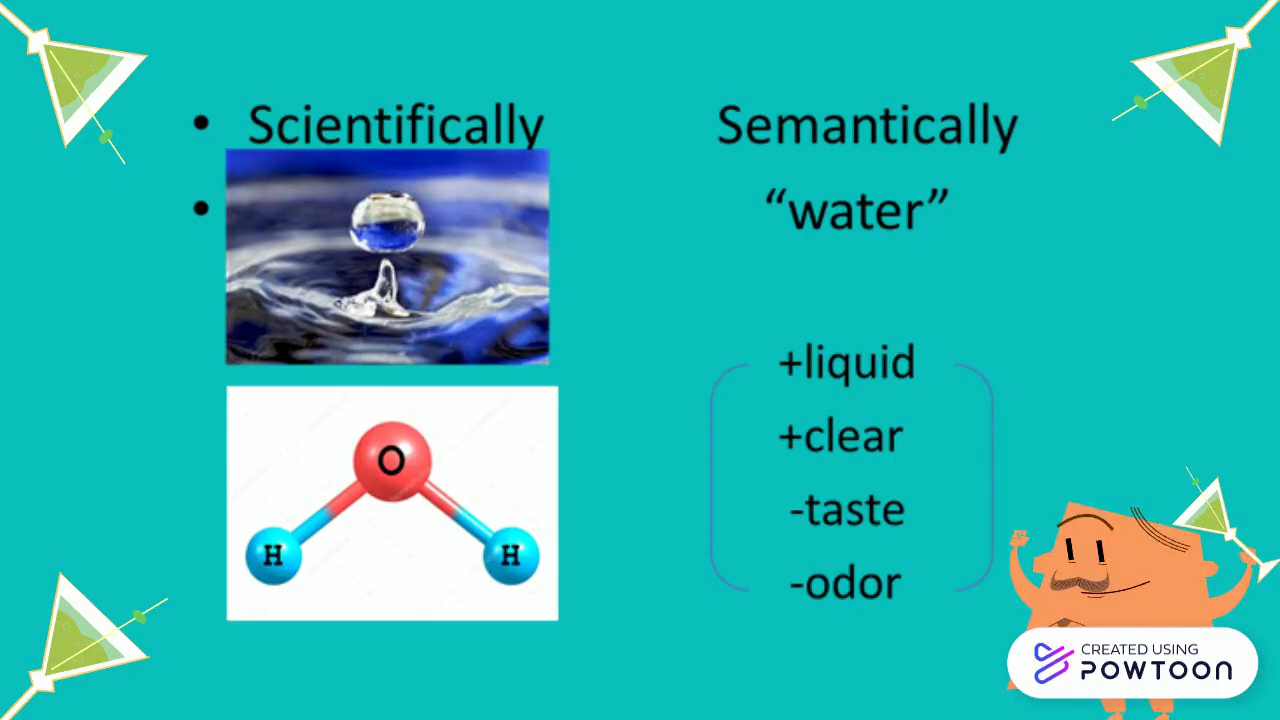 • Scientifically
Semantically
•
“water”
+liquid
+clear
-taste
-odor
O
H
H
CREATED USING
POWTOON